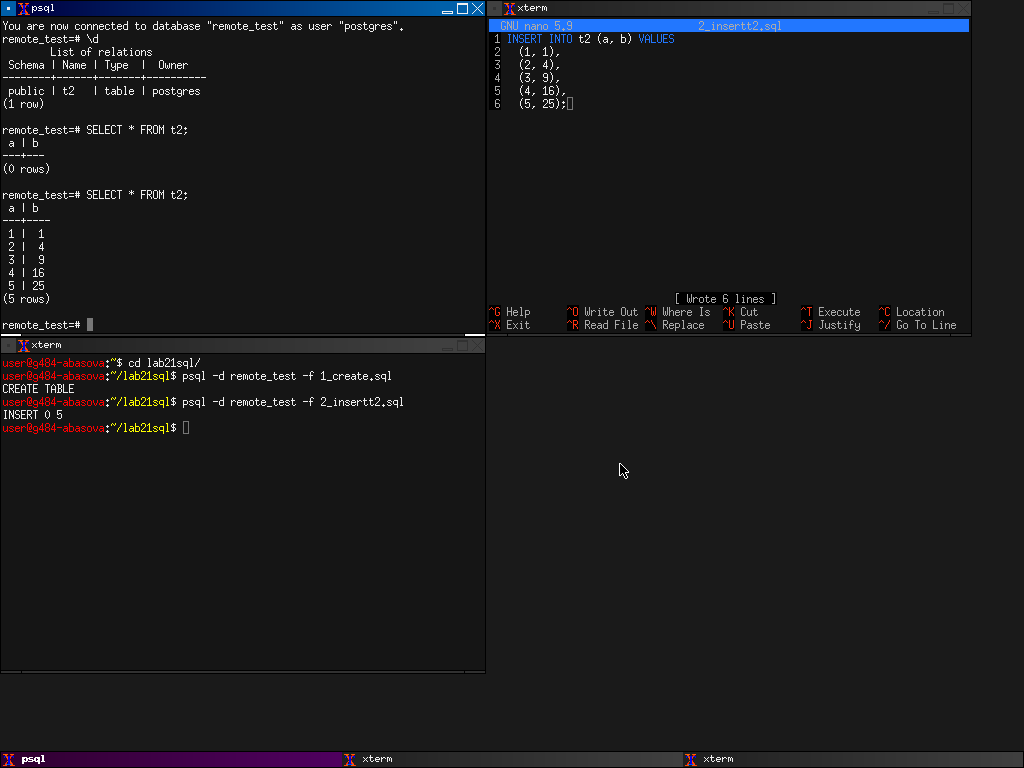 psql
You are now connected to database "remote_test" as user "postgres".
remote_test=# \d
        List of relations
 Schema | Name | Type  |  Owner
--------+------+-------+----------
 public | t2   | table | postgres
(1 row)
remote_test=# SELECT * FROM t2;
 a | b
---+---
(0 rows)
remote_test=# SELECT * FROM t2;
 a | b
---+----
 1 |  1
 2 |  4
 3 |  9
 4 | 16
 5 | 25
(5 rows)
remote_test=#
xterm
GNU nano 5.9 2_insertt2.sql
1 INSERT INTO t2 (a, b) VALUES
2   (1, 1),
3   (2, 4),
4   (3, 9),
5   (4, 16),
6   (5, 25);
[ Wrote 6 lines ]
^G Help ^O Write Out ^W Where Is ^K Cut ^T Execute ^C Location
^X Exit ^R Read File ^\ Replace ^U Paste ^J Justify ^/ Go To Line
xterm
user@g484-abasova:~$ cd lab21sql/
user@g484-abasova:~/lab21sql$ psql -d remote_test -f 1_create.sql
CREATE TABLE
user@g484-abasova:~/lab21sql$ psql -d remote_test -f 2_insertt2.sql
INSERT 0 5
user@g484-abasova:~/lab21sql$
psql
xterm
xterm